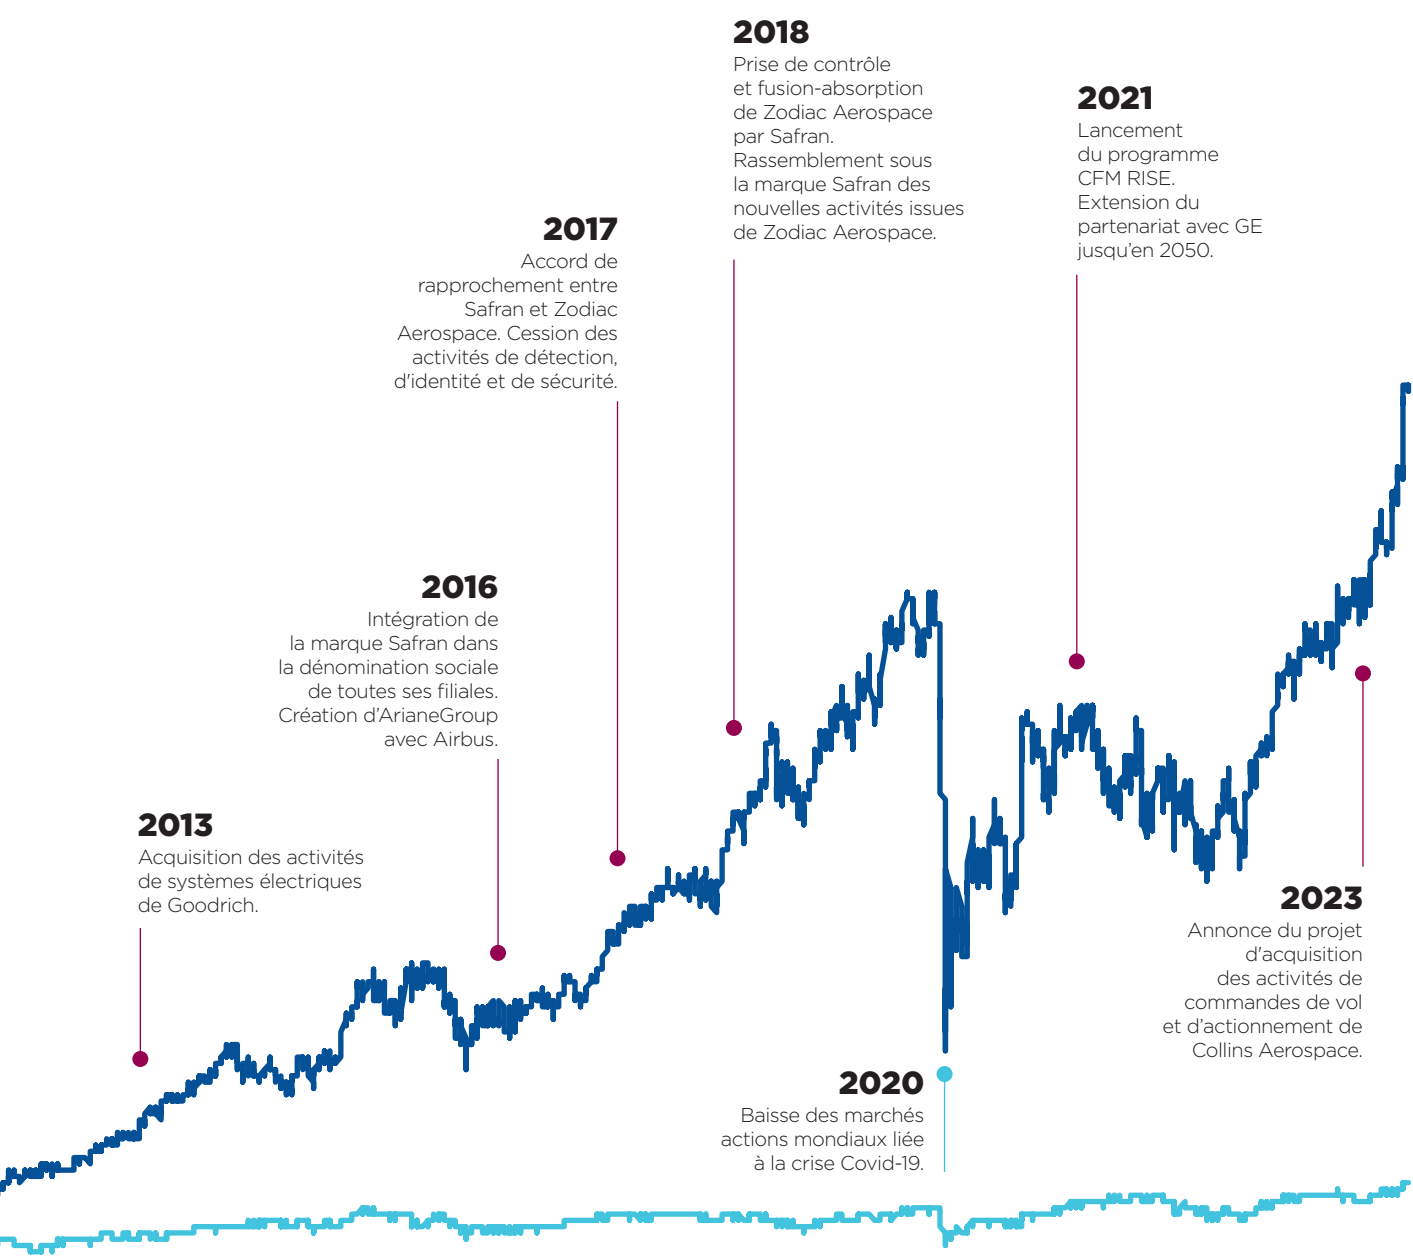 2018
Prise de contrôle
et fusion-absorption
de Zodiac Aerospace
par Safran.
Rassemblement sous
la marque Safran des
nouvelles activités issues
de Zodiac Aerospace.
2021
Lancement
du programme
CFM RISE.
Extension du
partenariat avec GE
jusqu’en 2050.
2017
Accord de
rapprochement entre
Safran et Zodiac
Aerospace. Cession des
activités de détection,
d'identité et de sécurité.
2016
Intégration de
la marque Safran dans
la dénomination sociale
de toutes ses filiales.
Création d’ArianeGroup
avec Airbus.
2013
Acquisition des activités
de systèmes électriques
de Goodrich.
2023
Annonce du projet
d'acquisition
des activités de
commandes de vol
et d’actionnement de
Collins Aerospace.
2020
Baisse des marchés
actions mondiaux liée
à la crise Covid-19.